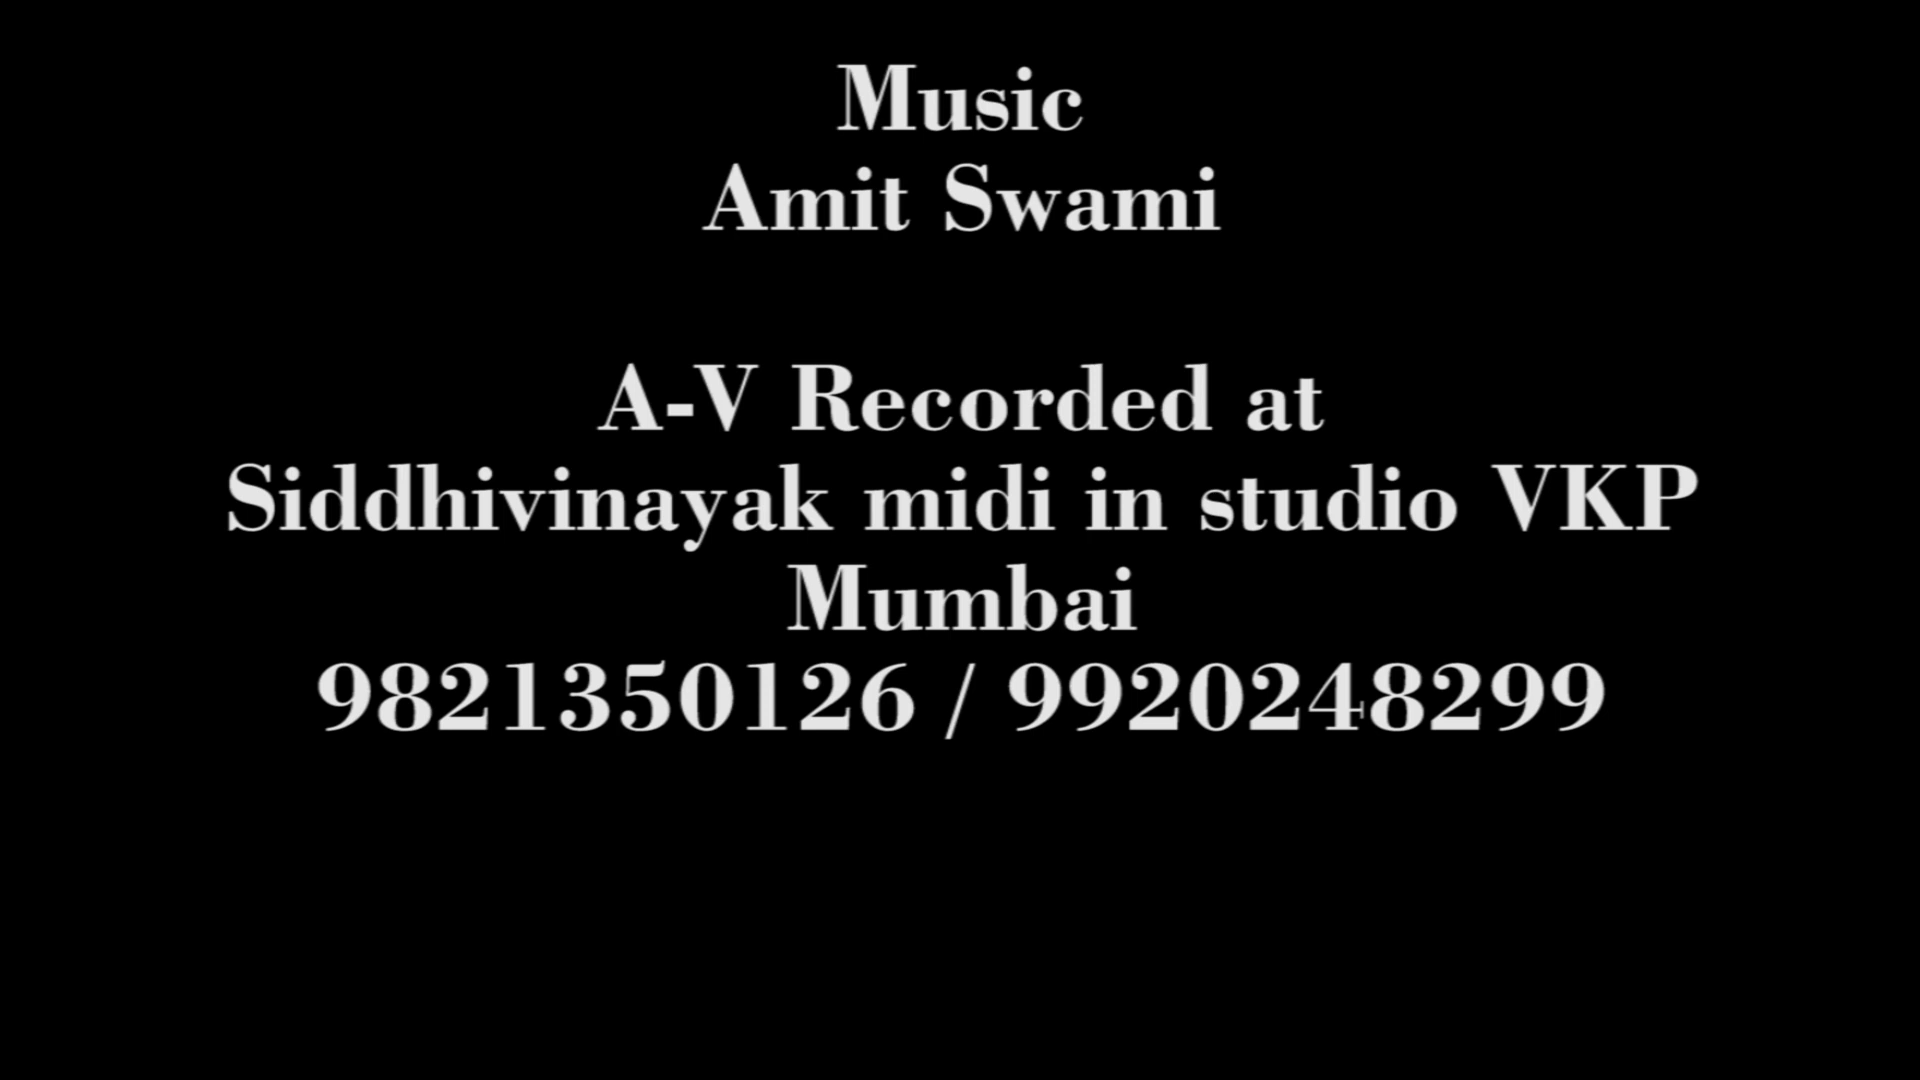 Music
Amit Swami
A-V Recorded at
Siddhivinayak midi in studio VKP
Mumbai
9821350126 / 9920248299